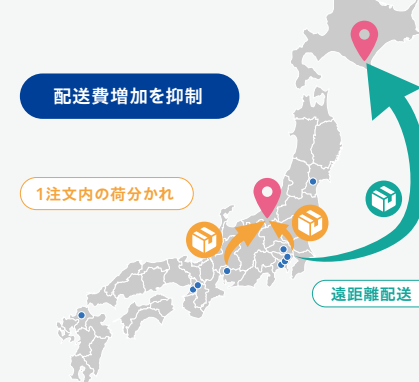 配送費増加を抑制
1注文内の荷分かれ
遠距離配送